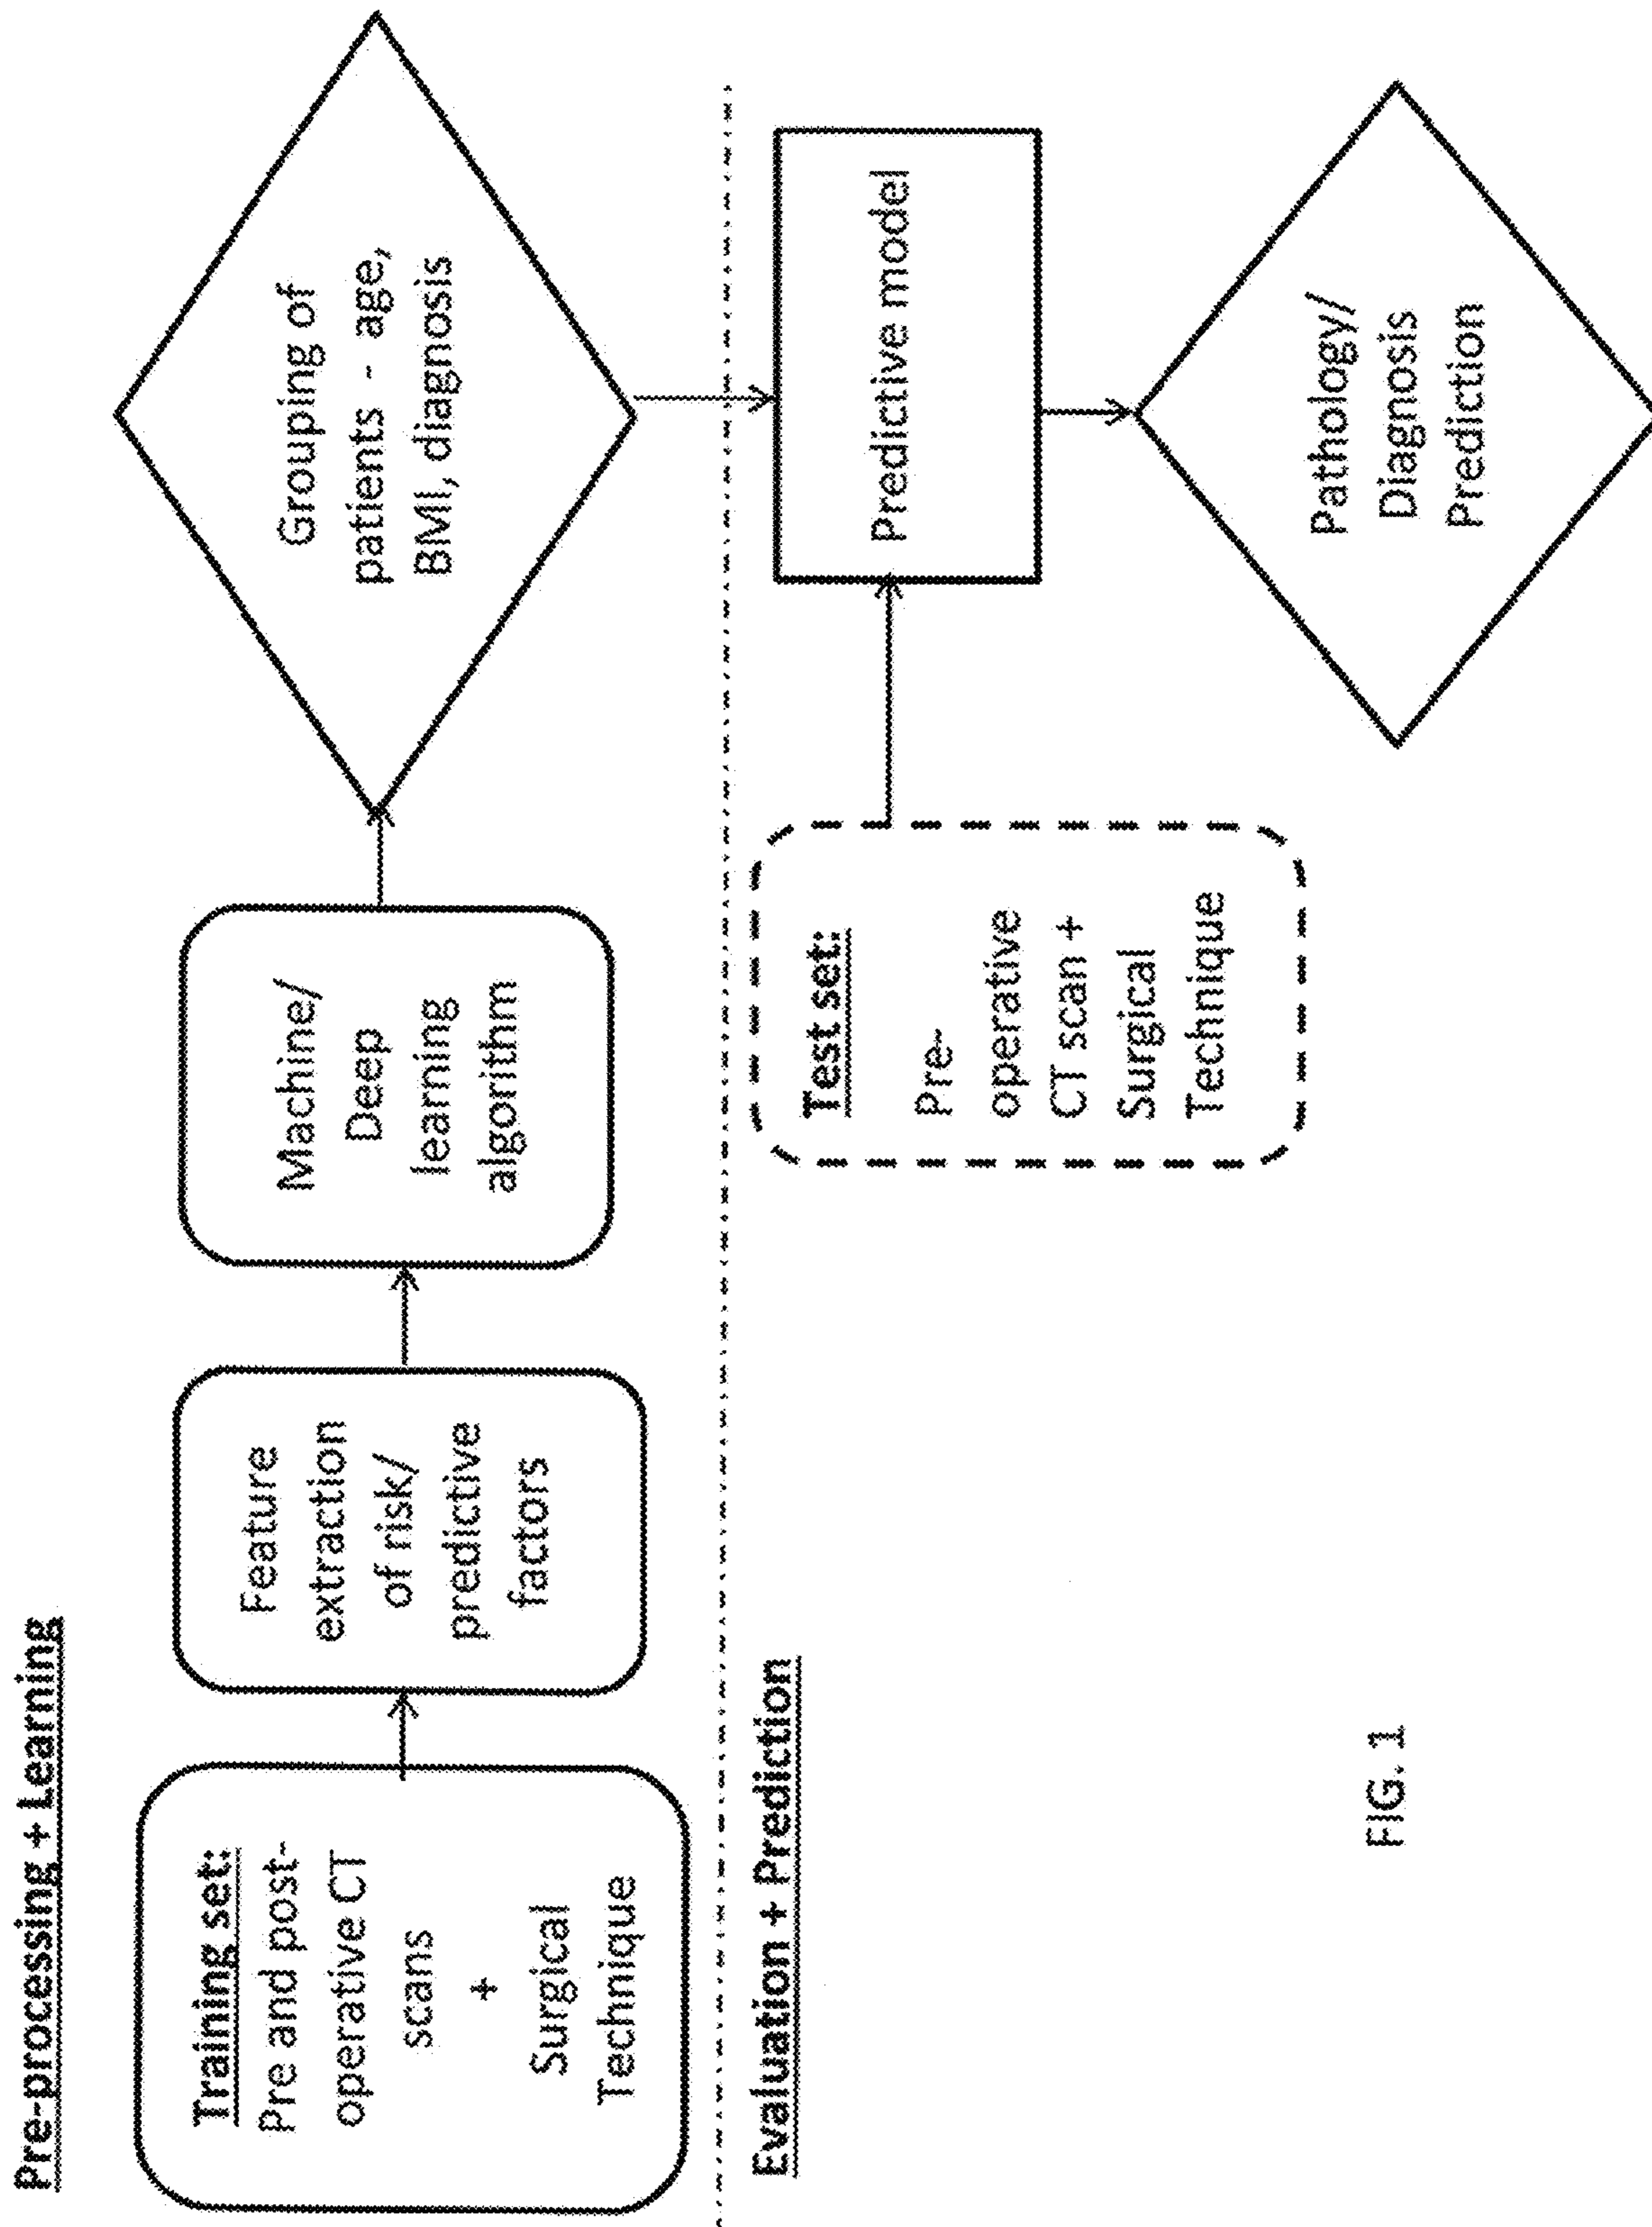 Pre-processing + Learning
Training set:
Pre and post-
operative CT
scans
+
Surgical
Technique
Feature
extraction
of risk/
predictive
factors
Machine/
Deep
learning
algorithm
Grouping of
patients - age,
BMI, diagnosis
Evaluation + Prediction
Test set:
Pre-
operative
CT scan +
Surgical
Technique
Predictive model
Pathology/
Diagnosis
Prediction
FIG. 1